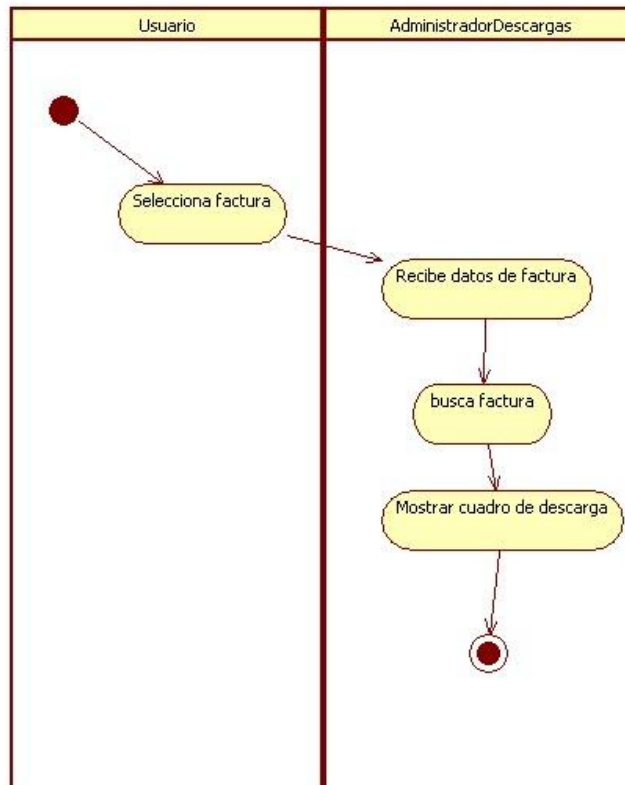 Usuario
AdministradorDescargas
Selecciona factura
Recibe datos de factura
busca factura
Mostrar cuadro de descarga